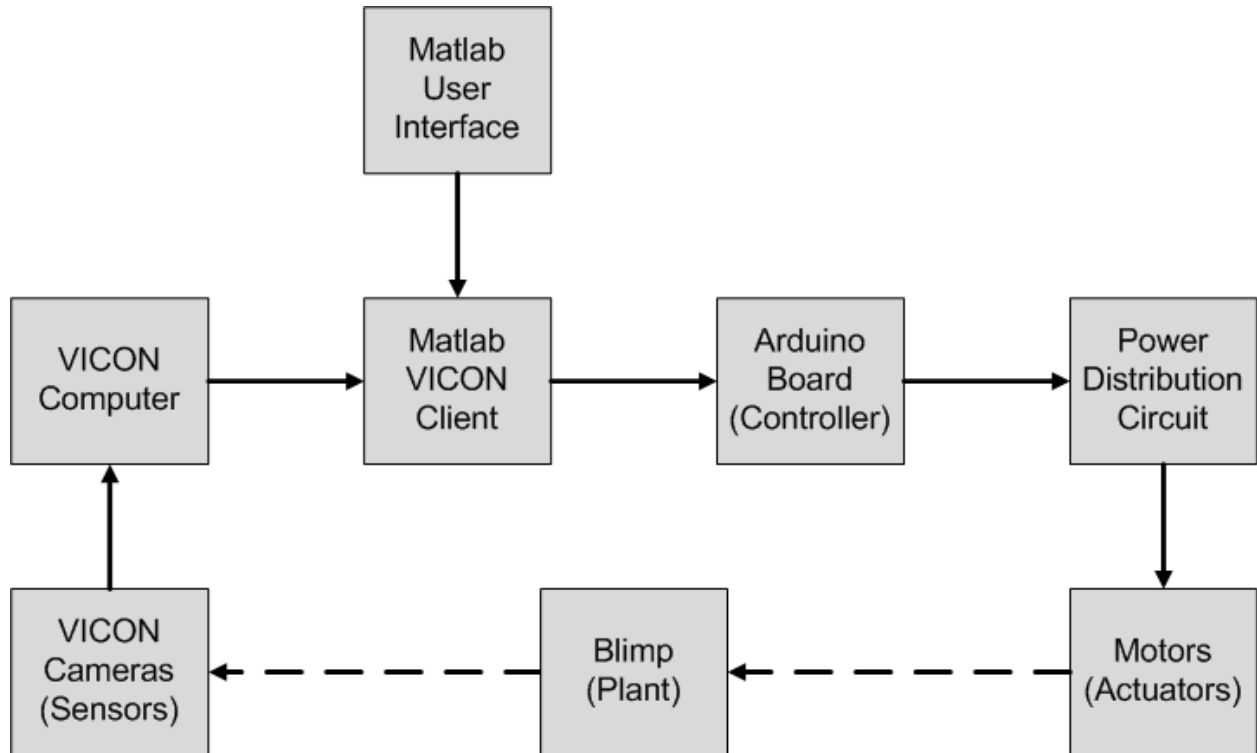 Matlab
User
Interface
VICON
Computer
Matlab
VICON
Client
Arduino
Board
(Controller)
Power
Distribution
Circuit
VICON
Cameras
(Sensors)
Blimp
(Plant)
Motors
(Actuators)